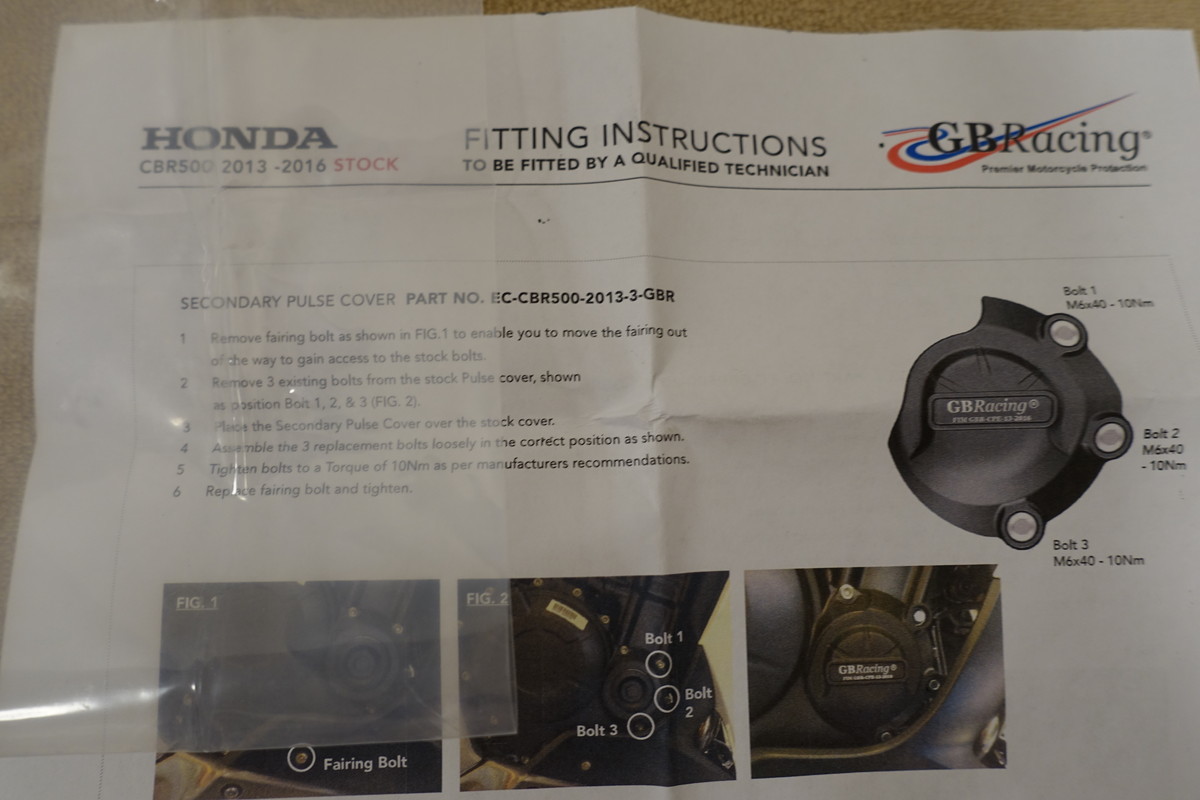 HONDA
CBR500 2013 -2016 STOCK
FITTING INSTRUCTIONS
TO BE FITTED BY A QUALIFIED TECHNICIAN
GBRacing®
Premier Motorcycle Protection
SECONDARY PULSE COVER PART NO. EC-CBR500-2013-3-GBR
1 Remove fairing bolt as shown in FIG.1 to enable you to move the fairing out
of the way to gain access to the stock bolts.
2 Remove 3 existing bolts from the stock Pulse cover, shown
as position Bolt 1, 2, & 3 (FIG. 2).
3 Place the Secondary Pulse Cover over the stock cover.
4 Assemble the 3 replacement bolts loosely in the correct position as shown.
5 Tighten bolts to a Torque of 10Nm as per manufacturers recommendations.
6 Replace fairing bolt and tighten.
Bolt 1
M6x40 - 10Nm
GBRacing®
Bolt 2
M6x40
- 10Nm
Bolt 3
M6x40 - 10Nm
FIG. 1
Fairing Bolt
FIG. 2
Bolt 1
Bolt
2
Bolt 3
GBRacing®